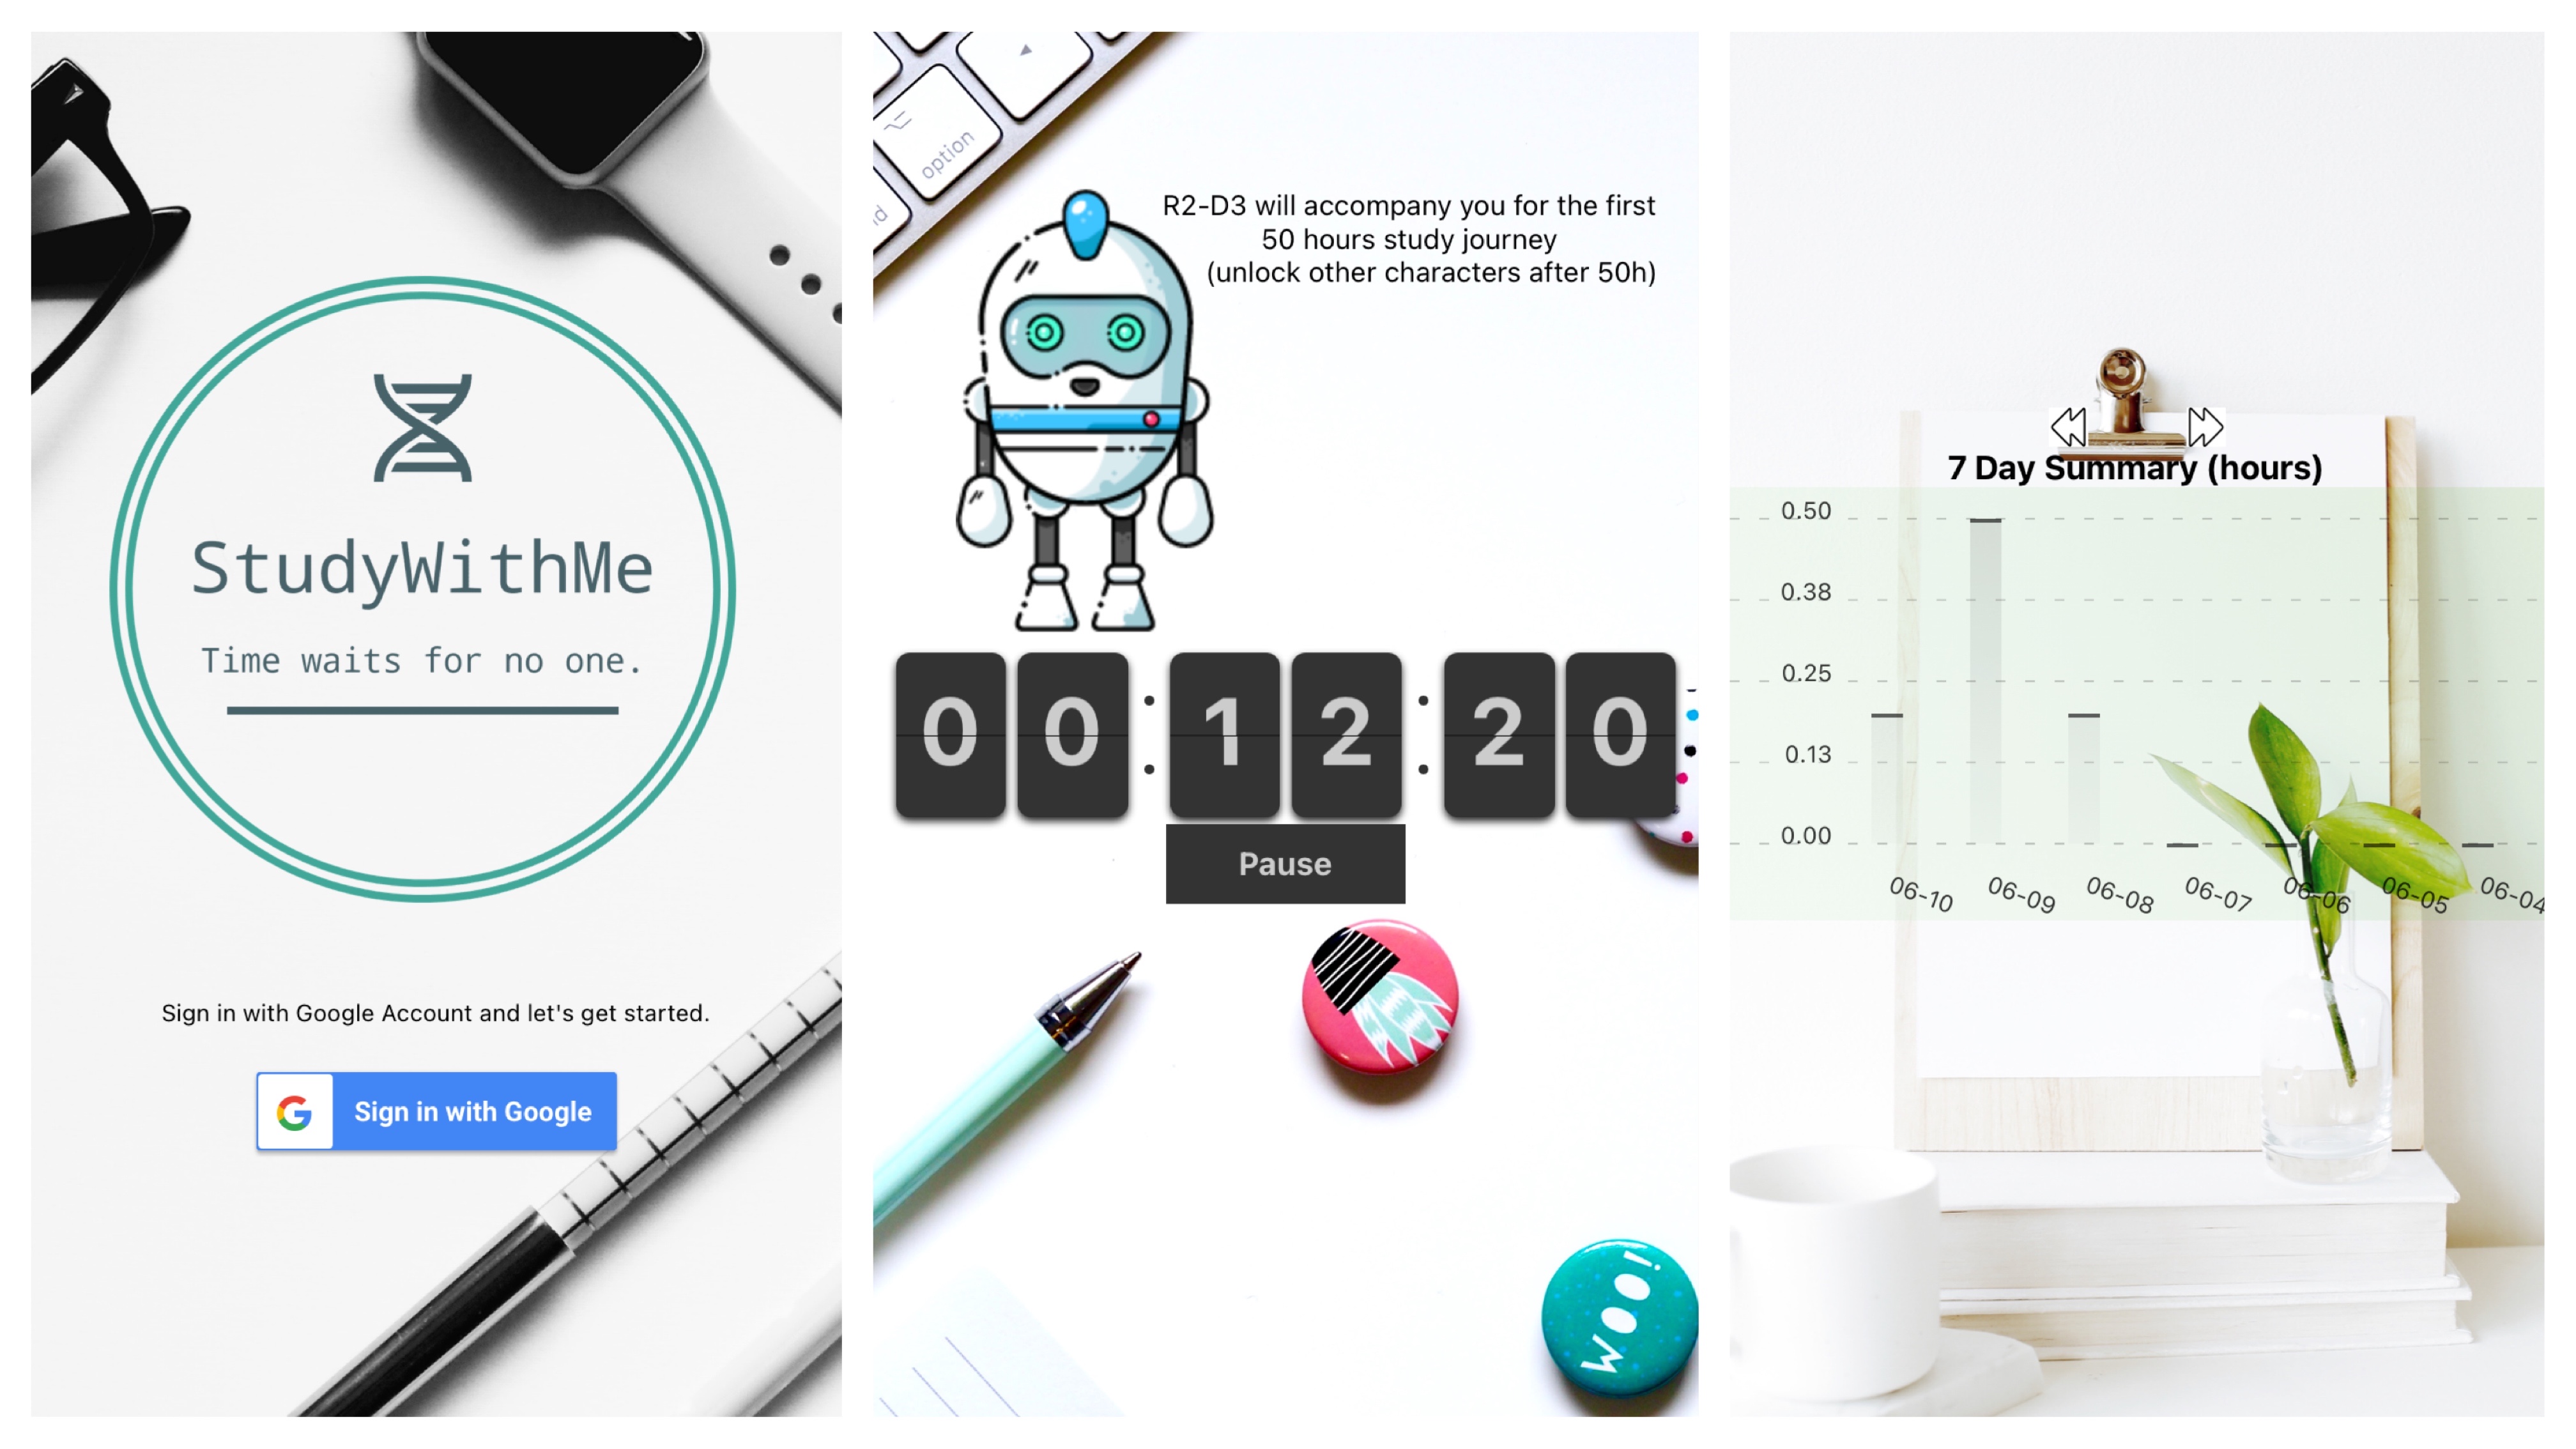 StudyWithMe
Time waits for no one.
Sign in with Google Account and let's get started.
G
Sign in with Google
option
R2-D3 will accompany you for the first
50 hours study journey
(unlock other characters after 50h)
00:12:20
Pause
WOO!
7 Day Summary (hours)
0.50
0.38
0.25
0.13
0.00
06-10 06-09 06-08 06-07 06-06 06-05 06-04